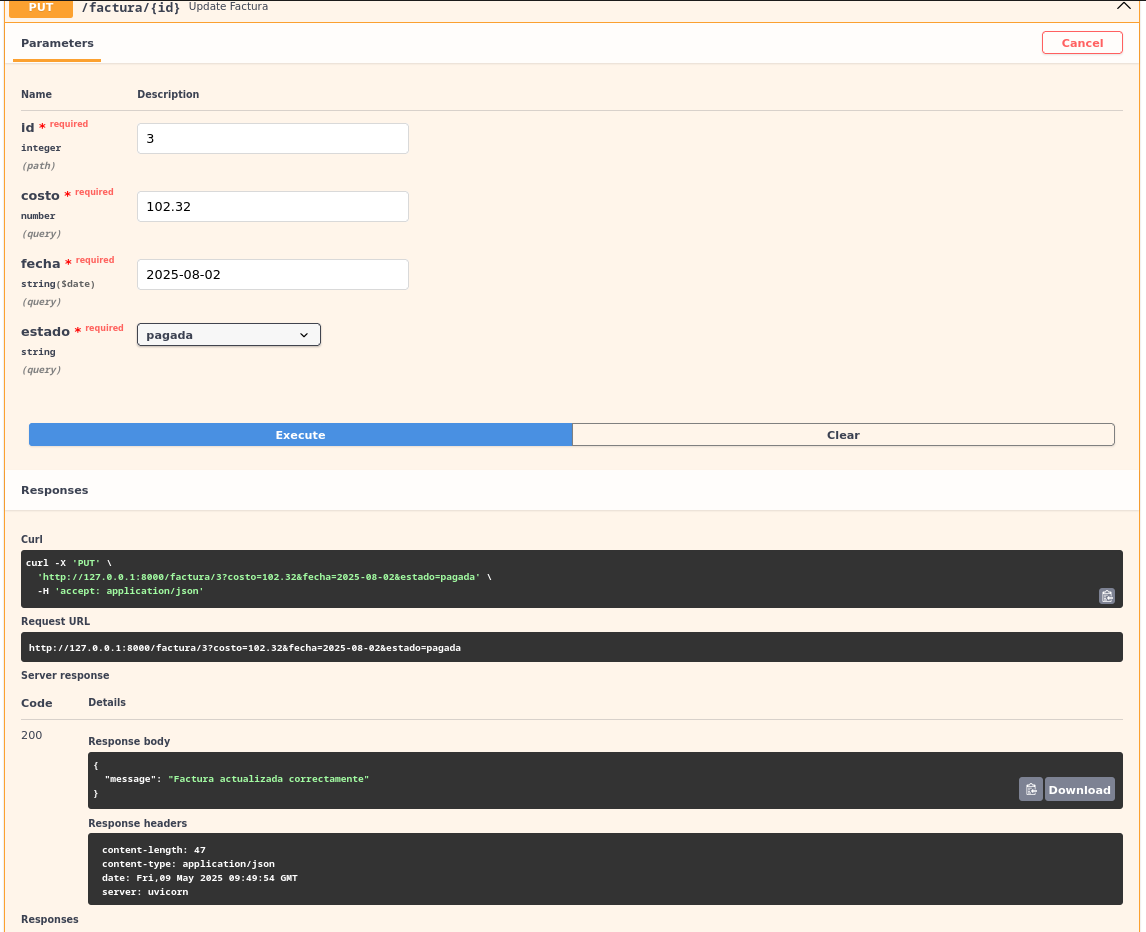 PUT /factura/{id} Update Factura
Parameters Cancel
Name Description
id * required
integer
(path)
3
costo * required
number
(query)
102.32
fecha * required
string($date)
(query)
2025-08-02
estado * required
string
(query)
pagada
Execute Clear
Responses
Curl
curl -X 'PUT' \
'http://127.0.0.1:8000/factura/3?costo=102.32&fecha=2025-08-02&estado=pagada' \
-H 'accept: application/json'
Request URL
http://127.0.0.1:8000/factura/3?costo=102.32&fecha=2025-08-02&estado=pagada
Server response
Code Details
200
Response body
{
"message": "Factura actualizada correctamente"
}
Download
Response headers
content-length: 47
content-type: application/json
date: Fri,09 May 2025 09:49:54 GMT
server: uvicorn
Responses